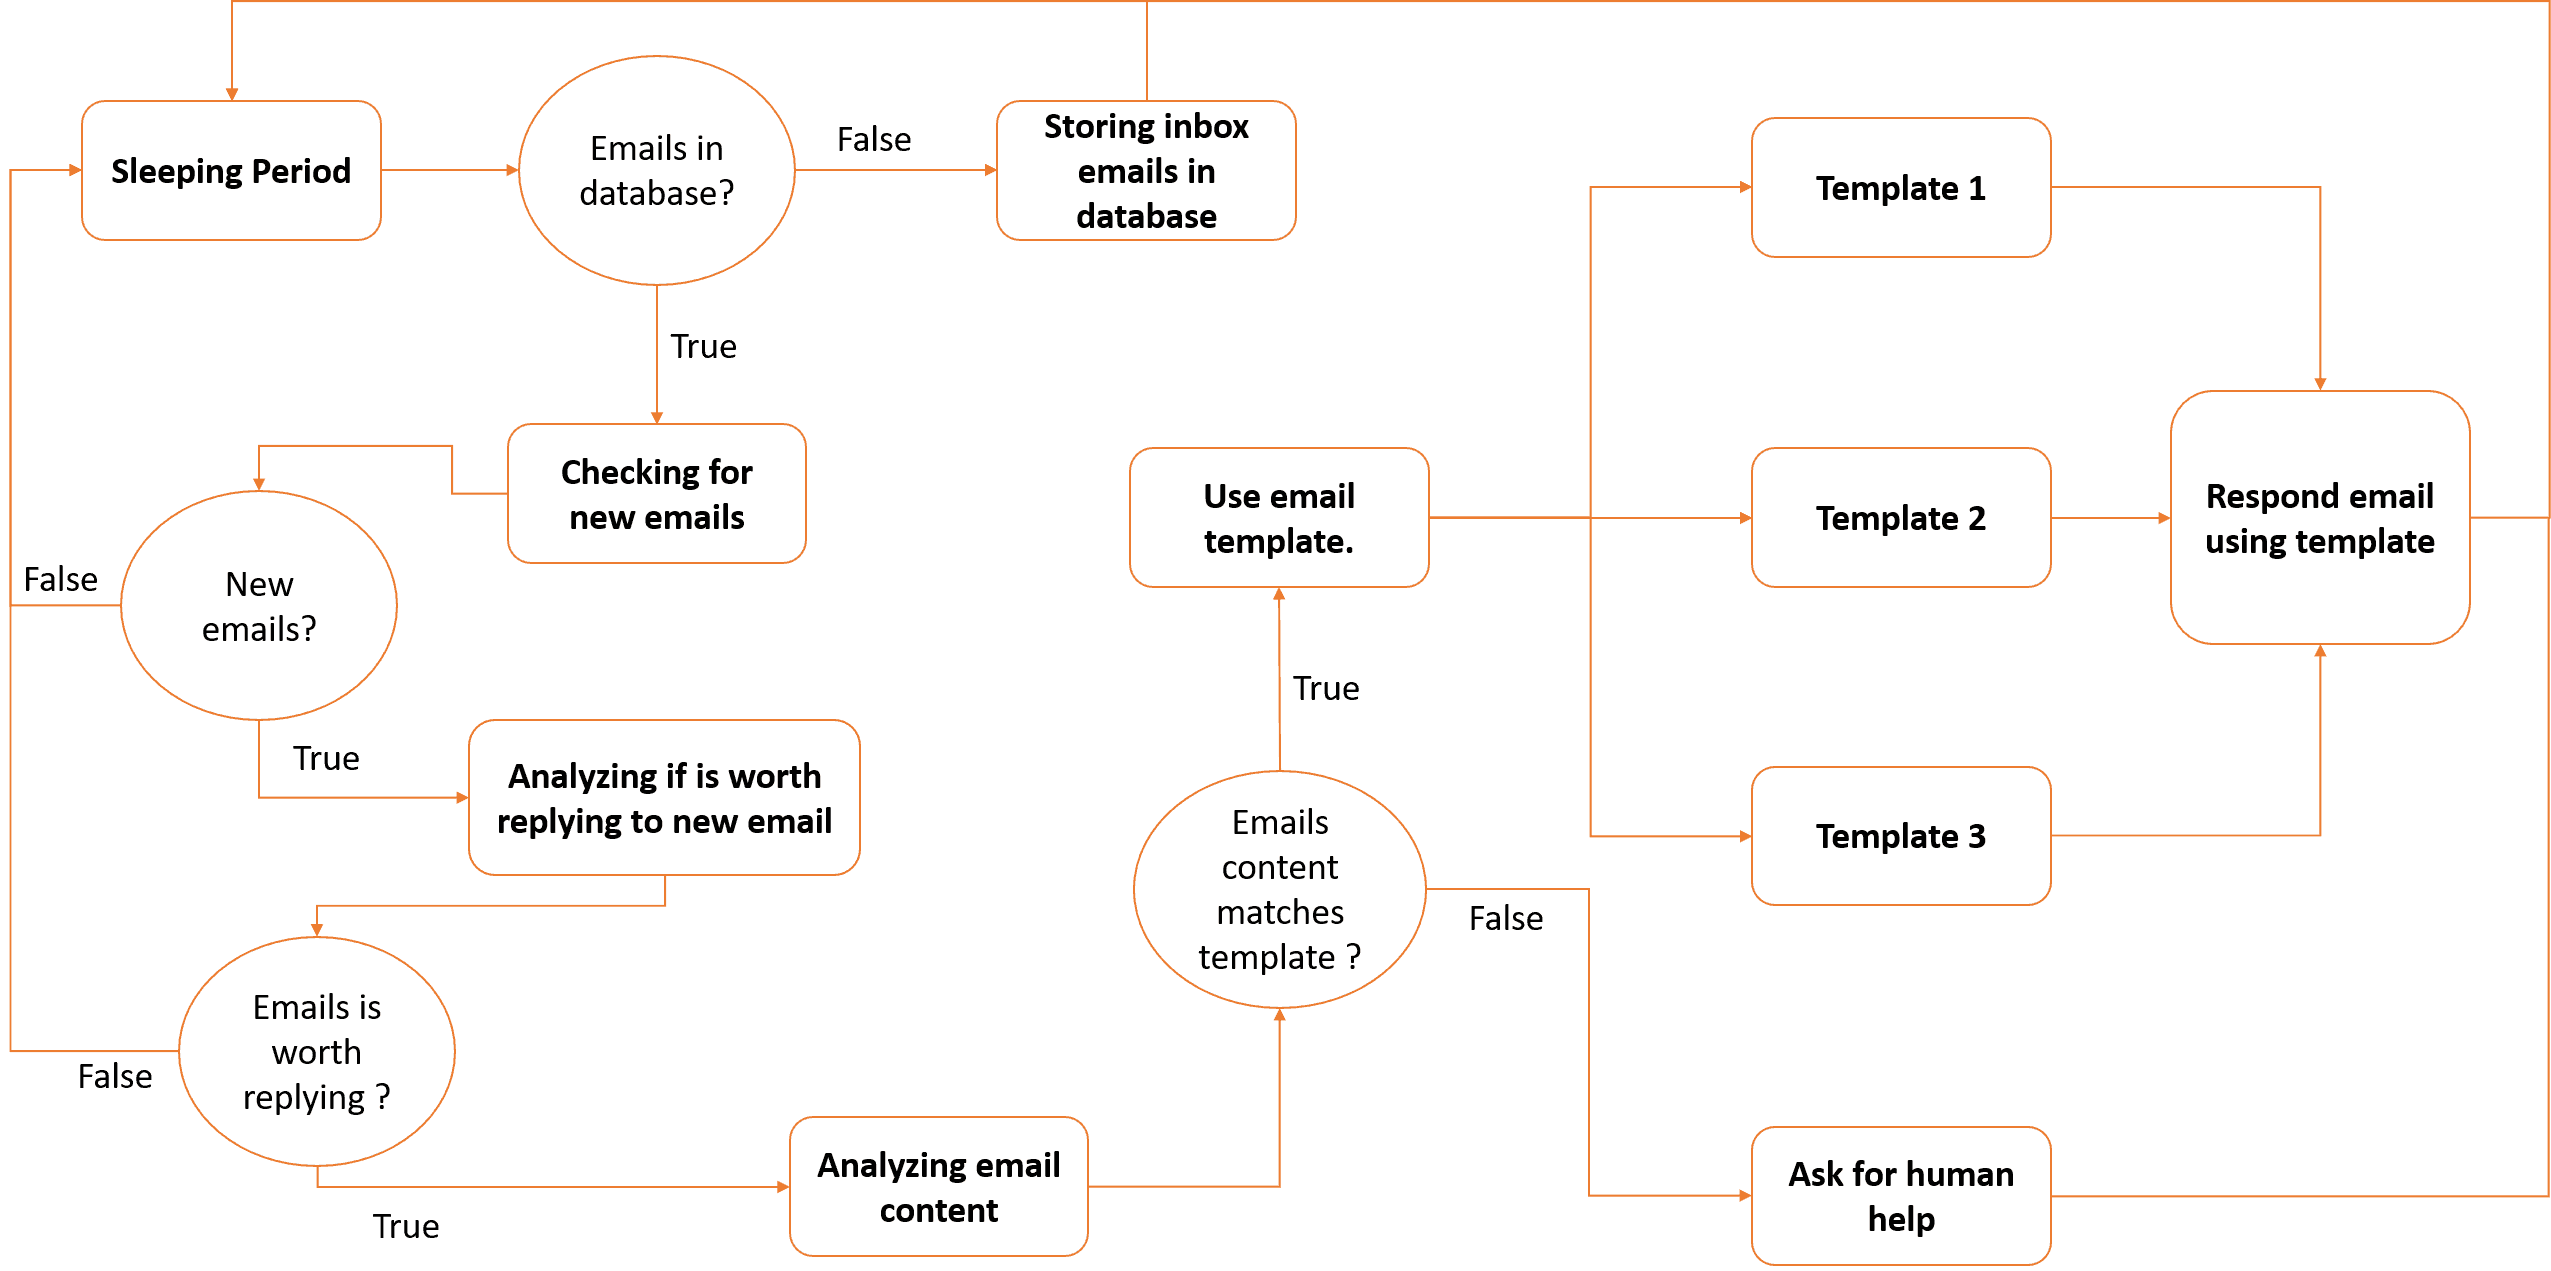 Sleeping Period
Emails in
database?
False
Storing inbox
emails in
database
True
Checking for
new emails
New
emails?
False
True
Analyzing if is worth
replying to new email
Emails is
worth
replying ?
False
True
Analyzing email
content
Emails
content
matches
template ?
True
False
Use email
template.
Template 1
Template 2
Template 3
Respond email
using template
Ask for human
help